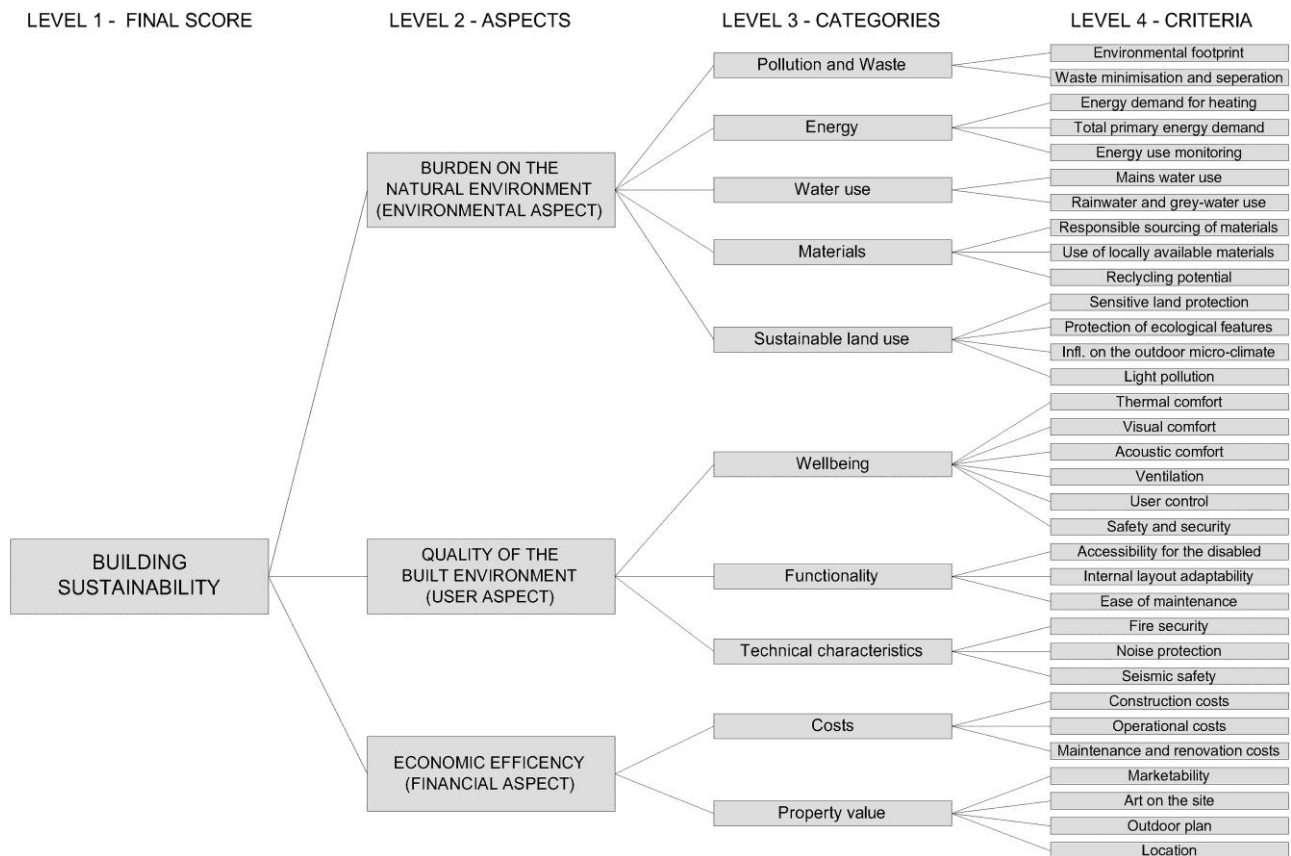 LEVEL 1 - FINAL SCORE
LEVEL 2 - ASPECTS
LEVEL 3 - CATEGORIES
LEVEL 4 - CRITERIA
BUILDING
SUSTAINABILITY
BURDEN ON THE
NATURAL ENVIRONMENT
(ENVIRONMENTAL ASPECT)
QUALITY OF THE
BUILT ENVIRONMENT
(USER ASPECT)
ECONOMIC EFFICENCY
(FINANCIAL ASPECT)
Pollution and Waste
Energy
Water use
Materials
Sustainable land use
Wellbeing
Functionality
Technical characteristics
Costs
Property value
Environmental footprint
Waste minimisation and seperation
Energy demand for heating
Total primary energy demand
Energy use monitoring
Mains water use
Rainwater and grey-water use
Responsible sourcing of materials
Use of locally available materials
Reclycling potential
Sensitive land protection
Protection of ecological features
Infl. on the outdoor micro-climate
Light pollution
Thermal comfort
Visual comfort
Acoustic comfort
Ventilation
User control
Safety and security
Accessibility for the disabled
Internal layout adaptability
Ease of maintenance
Fire security
Noise protection
Seismic safety
Construction costs
Operational costs
Maintenance and renovation costs
Marketability
Art on the site
Outdoor plan
Location